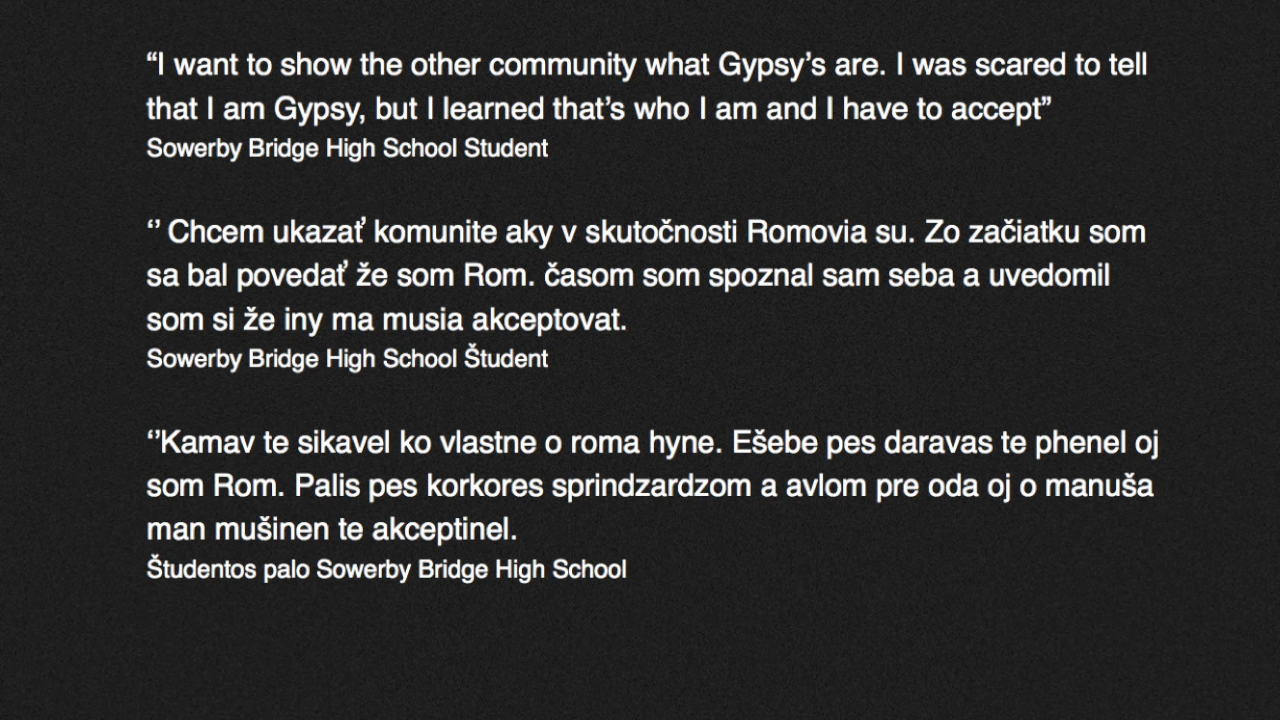 “I want to show the other community what Gypsy’s are. I was scared to tell
that I am Gypsy, but I learned that’s who I am and I have to accept”
Sowerby Bridge High School Student
‘’ Chcem ukazať komunite aky v skutočnosti Romovia su. Zo začiatku som
sa bal povedať že som Rom. časom som spoznal sam seba a uvedomil
som si že iny ma musia akceptovat.
Sowerby Bridge High School Študent
‘’Kamav te sikavel ko vlastne o roma hyne. Ešebe pes daravas te phenel oj
som Rom. Palis pes korkores sprindzardzom a avlom pre oda oj o manuša
man mušinen te akceptinel.
Študentos palo Sowerby Bridge High School